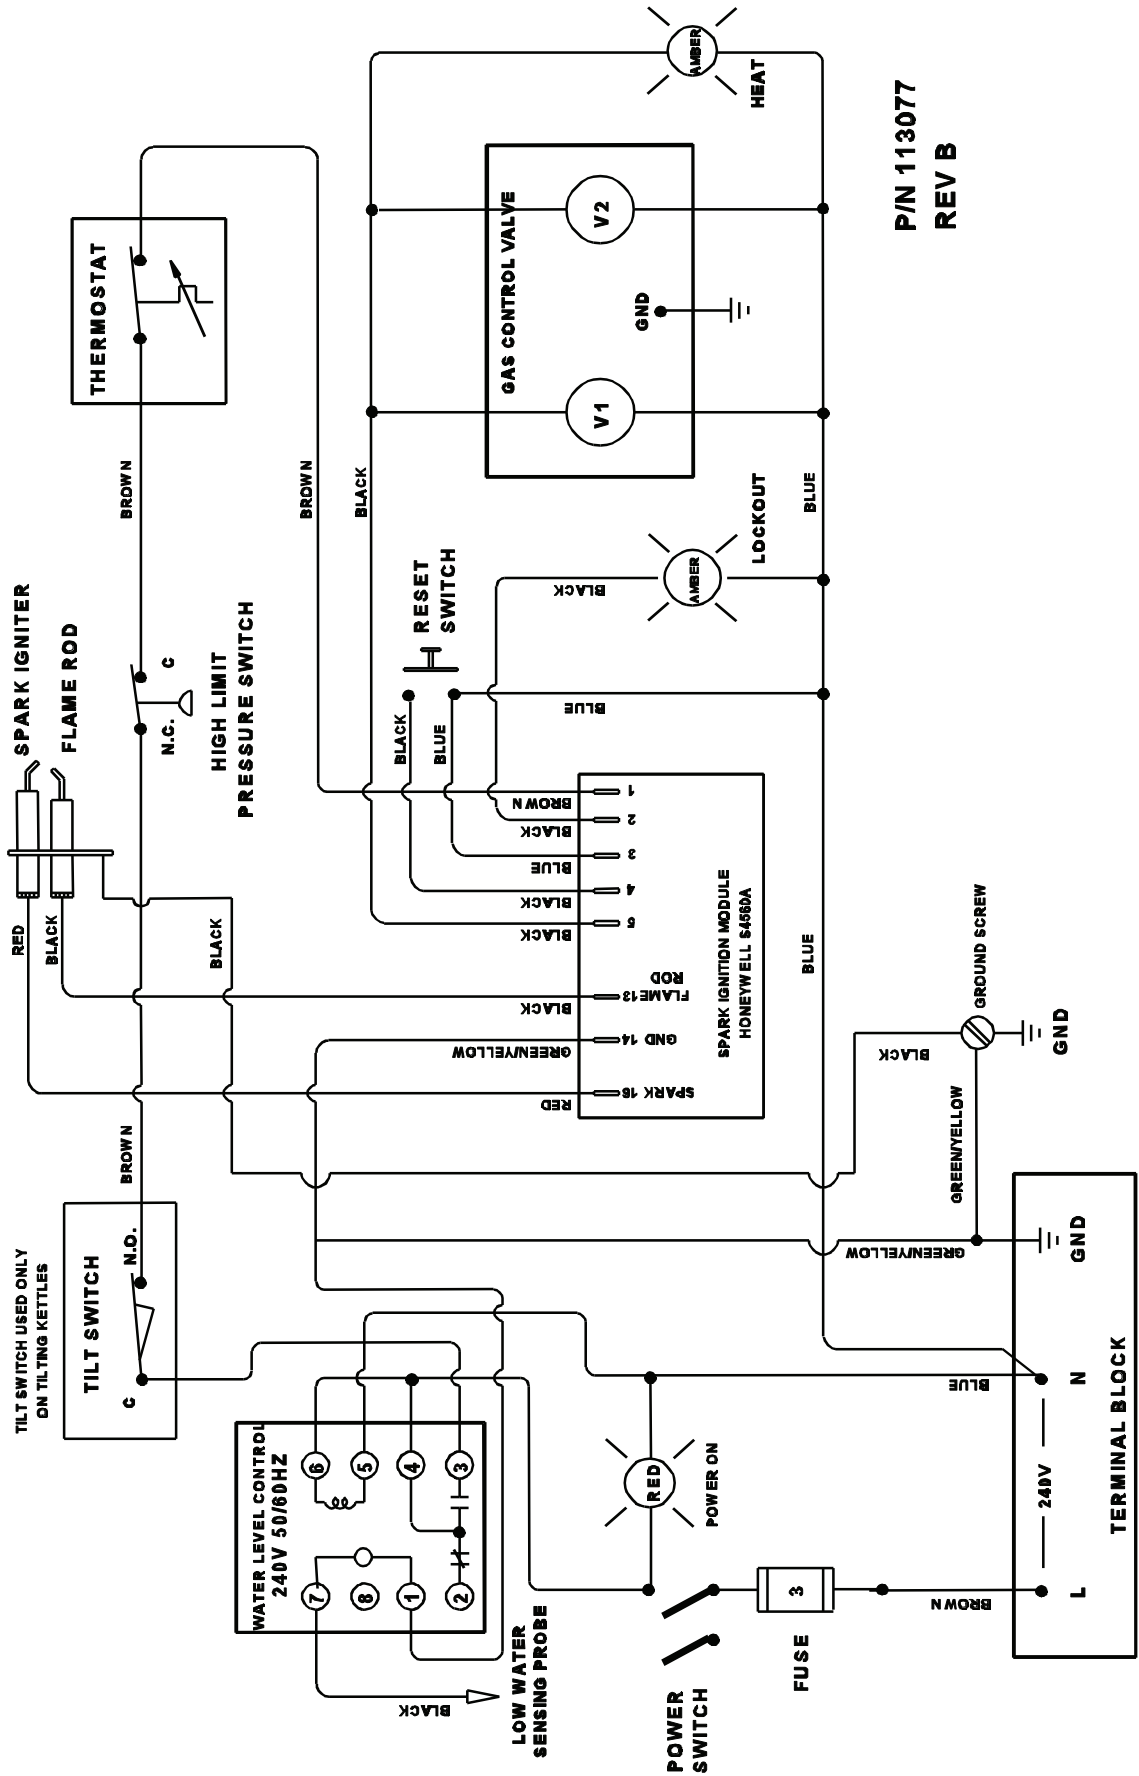 TILT SWITCH USED ONLY
ON TILTING KETTLES
TILT SWITCH
C
N.O.
BROWN
RED
BLACK
SPARK IGNITER
FLAME ROD
N.C.
C
HIGH LIMIT
PRESSURE SWITCH
BROWN
THERMOSTAT
BLACK
BROWN
BLACK
WATER LEVEL CONTROL
240V 50/60HZ
6
5
4
3
7
8
1
2
BLACK
LOW WATER
SENSING PROBE
RESET
SWITCH
BLACK
BLUE
BLUE
BLACK
BROWN
1
BLACK
2
BLUE
3
BLACK
4
BLACK
5
BLACK
FLAME13
ROD
GREEN/YELLOW
GND 14
RED
SPARK 16
SPARK IGNITION MODULE
HONEYWELL S4560A
GAS CONTROL VALVE
V1
GND
V2
AMBER
HEAT
AMBER
LOCKOUT
BLUE
BLUE
P/N 113077
REV B
RED
POWER ON
POWER
SWITCH
3
FUSE
BROWN
BLUE
GREEN/YELLOW
GREEN/YELLOW
BLACK
GROUND SCREW
GND
L
240V
N
GND
TERMINAL BLOCK